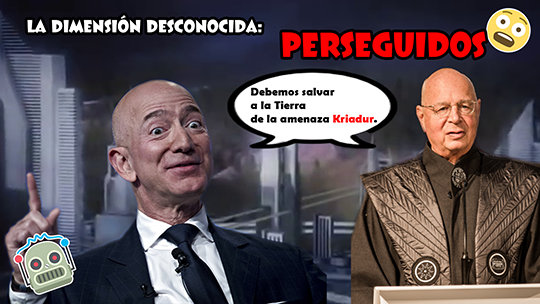 LA DIMENSIÓN DESCONOCIDA:
PERSEGUIDOS
Debemos salvar
a la Tierra
de la amenaza Kriadur.